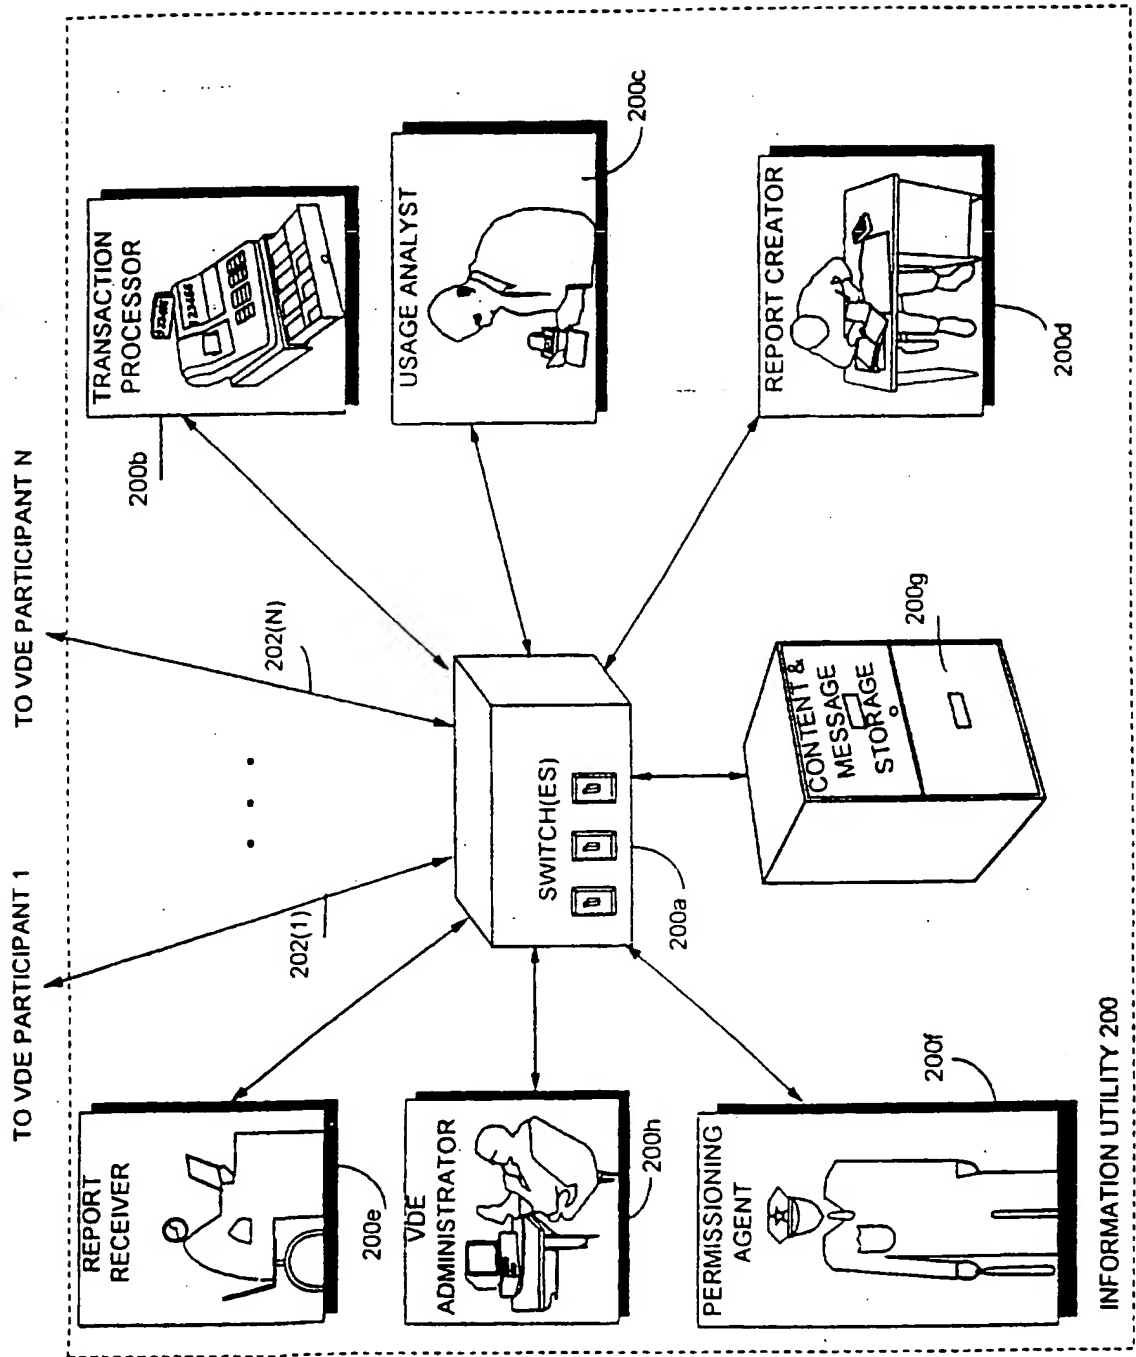 TO VDE PARTICIPANT 1
TO VDE PARTICIPANT N
202(1)
202(N)
REPORT
RECEIVER
200e
TRANSACTION
PROCESSOR
200b
VDE
ADMINISTRATOR
200h
SWITCH(ES)
200a
USAGE ANALYST
200c
PERMISSIONING
AGENT
200f
CONTENT &
MESSAGE
STORAGE
200g
REPORT CREATOR
200d
INFORMATION UTILITY 200